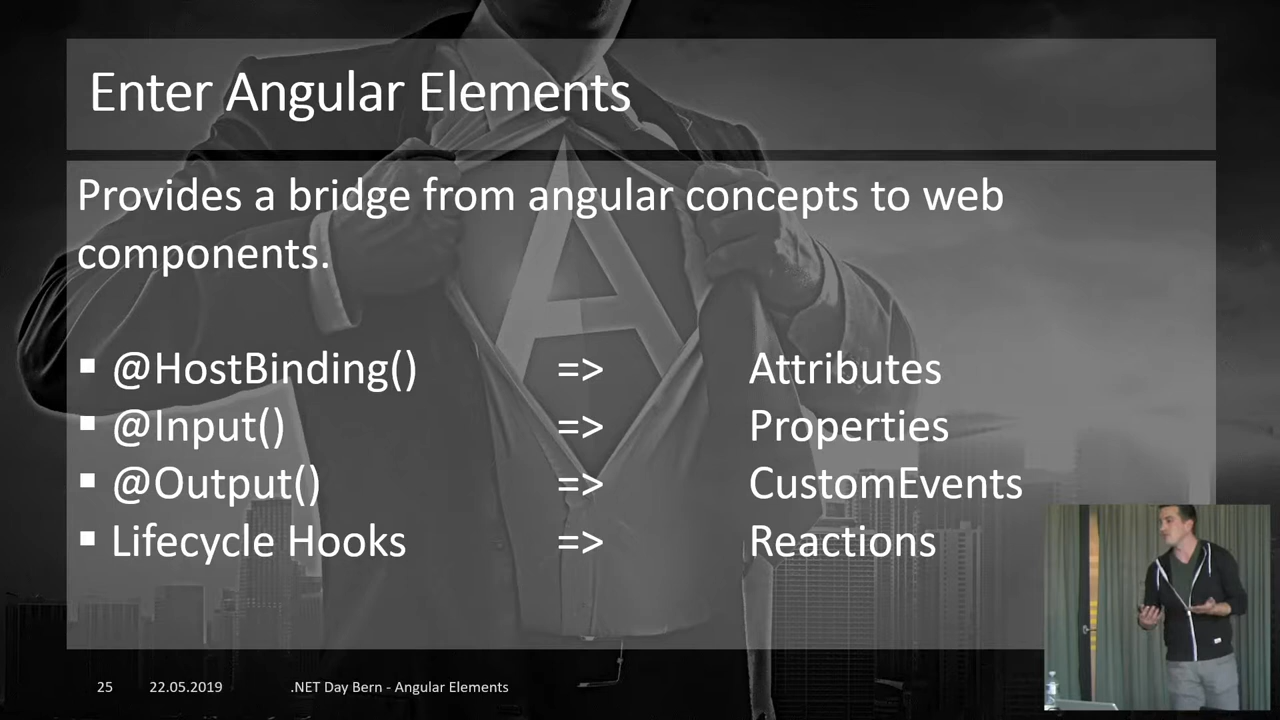 Enter Angular Elements
Provides a bridge from angular concepts to web
components.
▪ @HostBinding() => Attributes
▪ @Input() => Properties
▪ @Output() => CustomEvents
▪ Lifecycle Hooks => Reactions
25 22.05.2019 .NET Day Bern - Angular Elements
A